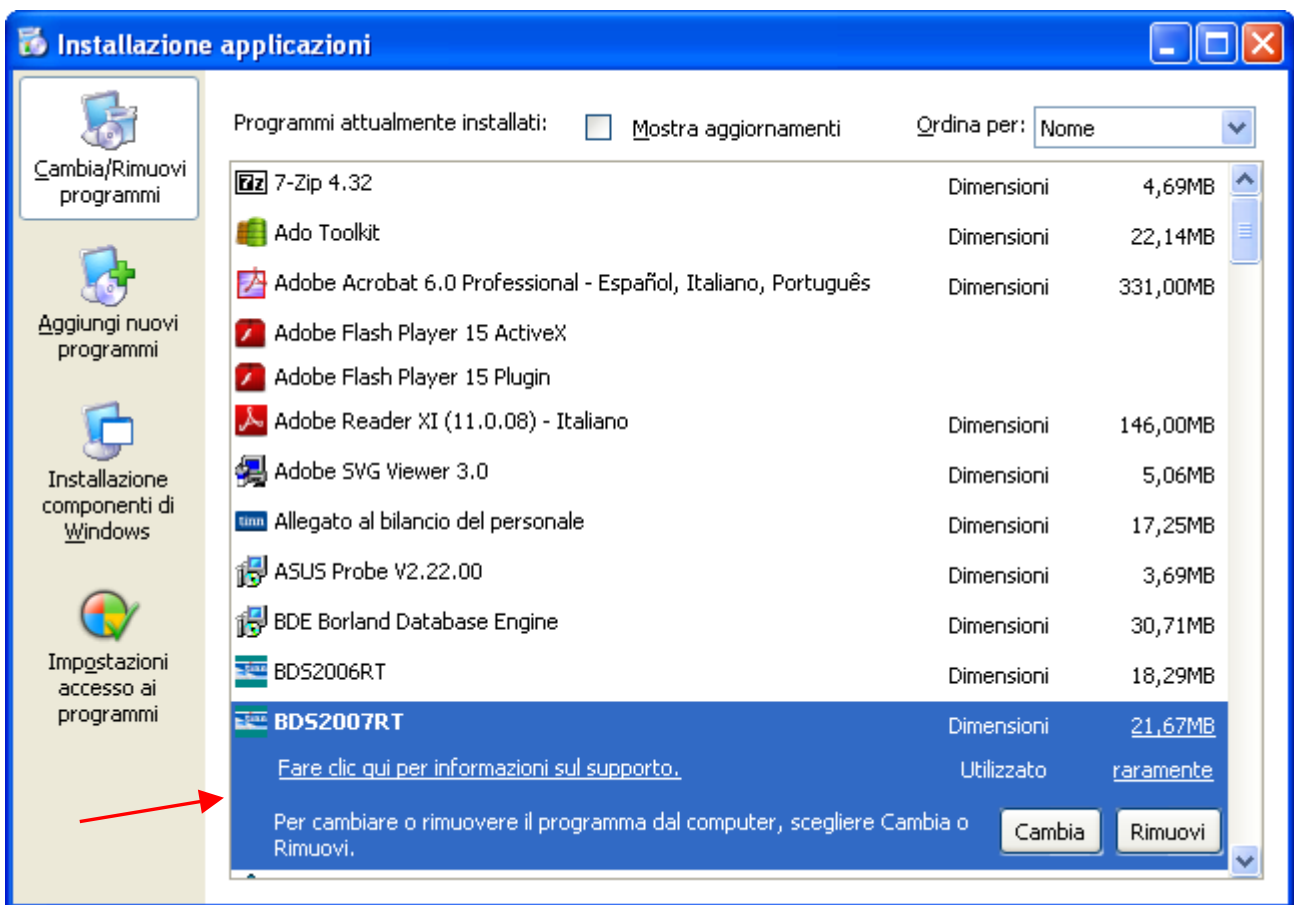 Installazione applicazioni
Cambia/Rimuovi
programmi
Aggiungi nuovi
programmi
Installazione
componenti di
Windows
Impostazioni
accesso ai
programmi
Programmi attualmente installati: Mostra aggiornamenti Ordina per: Nome
7-Zip 4.32 Dimensioni 4,69MB
Ado Toolkit Dimensioni 22,14MB
Adobe Acrobat 6.0 Professional - Español, Italiano, Português Dimensioni 331,00MB
Adobe Flash Player 15 ActiveX
Adobe Flash Player 15 Plugin
Adobe Reader XI (11.0.08) - Italiano Dimensioni 146,00MB
Adobe SVG Viewer 3.0 Dimensioni 5,06MB
tinn Allegato al bilancio del personale Dimensioni 17,25MB
ASUS Probe V2.22.00 Dimensioni 3,69MB
BDE Borland Database Engine Dimensioni 30,71MB
BDS2006RT Dimensioni 18,29MB
BDS2007RT Dimensioni 21,67MB
Fare clic qui per informazioni sul supporto. Utilizzato raramente
Per cambiare o rimuovere il programma dal computer, scegliere Cambia o
Rimuovi.
Cambia Rimuovi